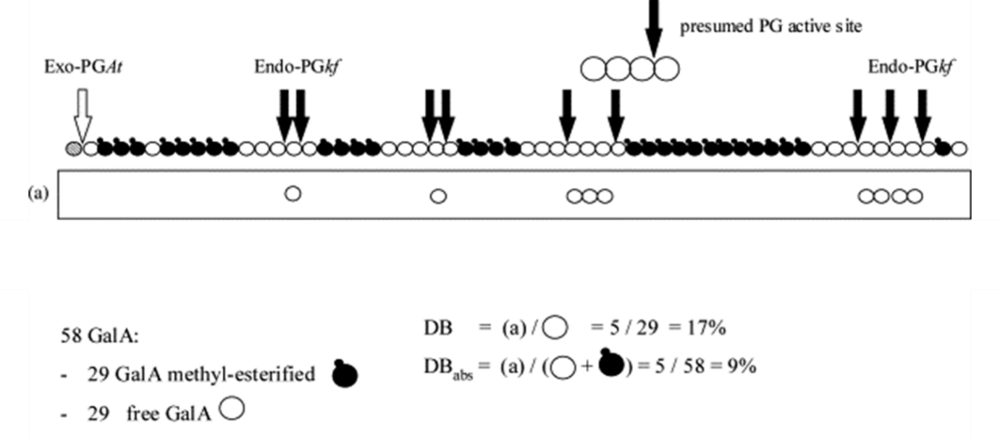 presumed PG active site
Exo-PGAt
Endo-PGkf
Endo-PGkf
(a)
58 GalA:
- 29 GalA methyl-esterified
- 29 free GalA
DB = (a) / = 5 / 29 = 17%
DBabs = (a) / ( + ) = 5 / 58 = 9%